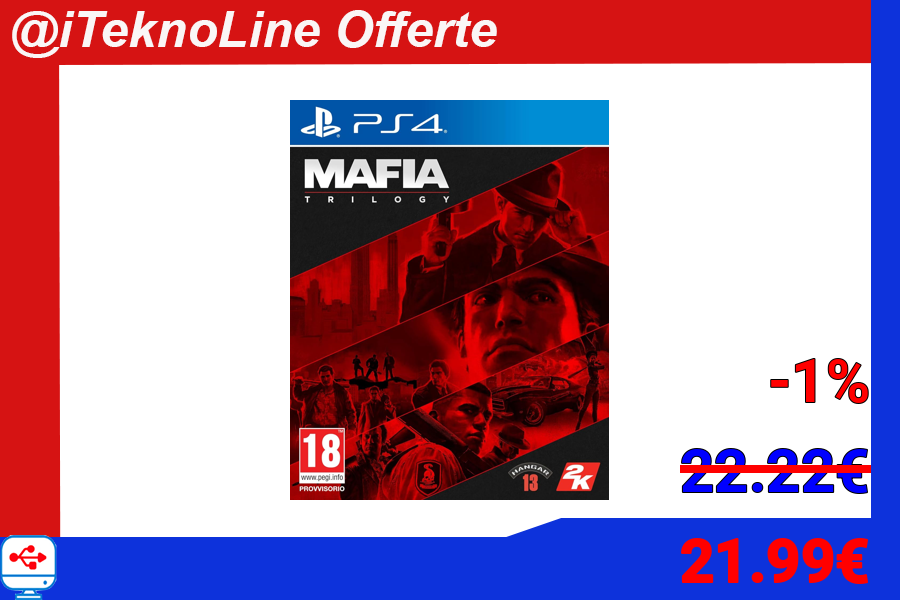 @iTeknoLine Offerte
PS4
MAFIA
TRILOGY
18
www.pegi.info
PROVVISORIO
HANGAR
13
2K
-1%
22.22€
21.99€